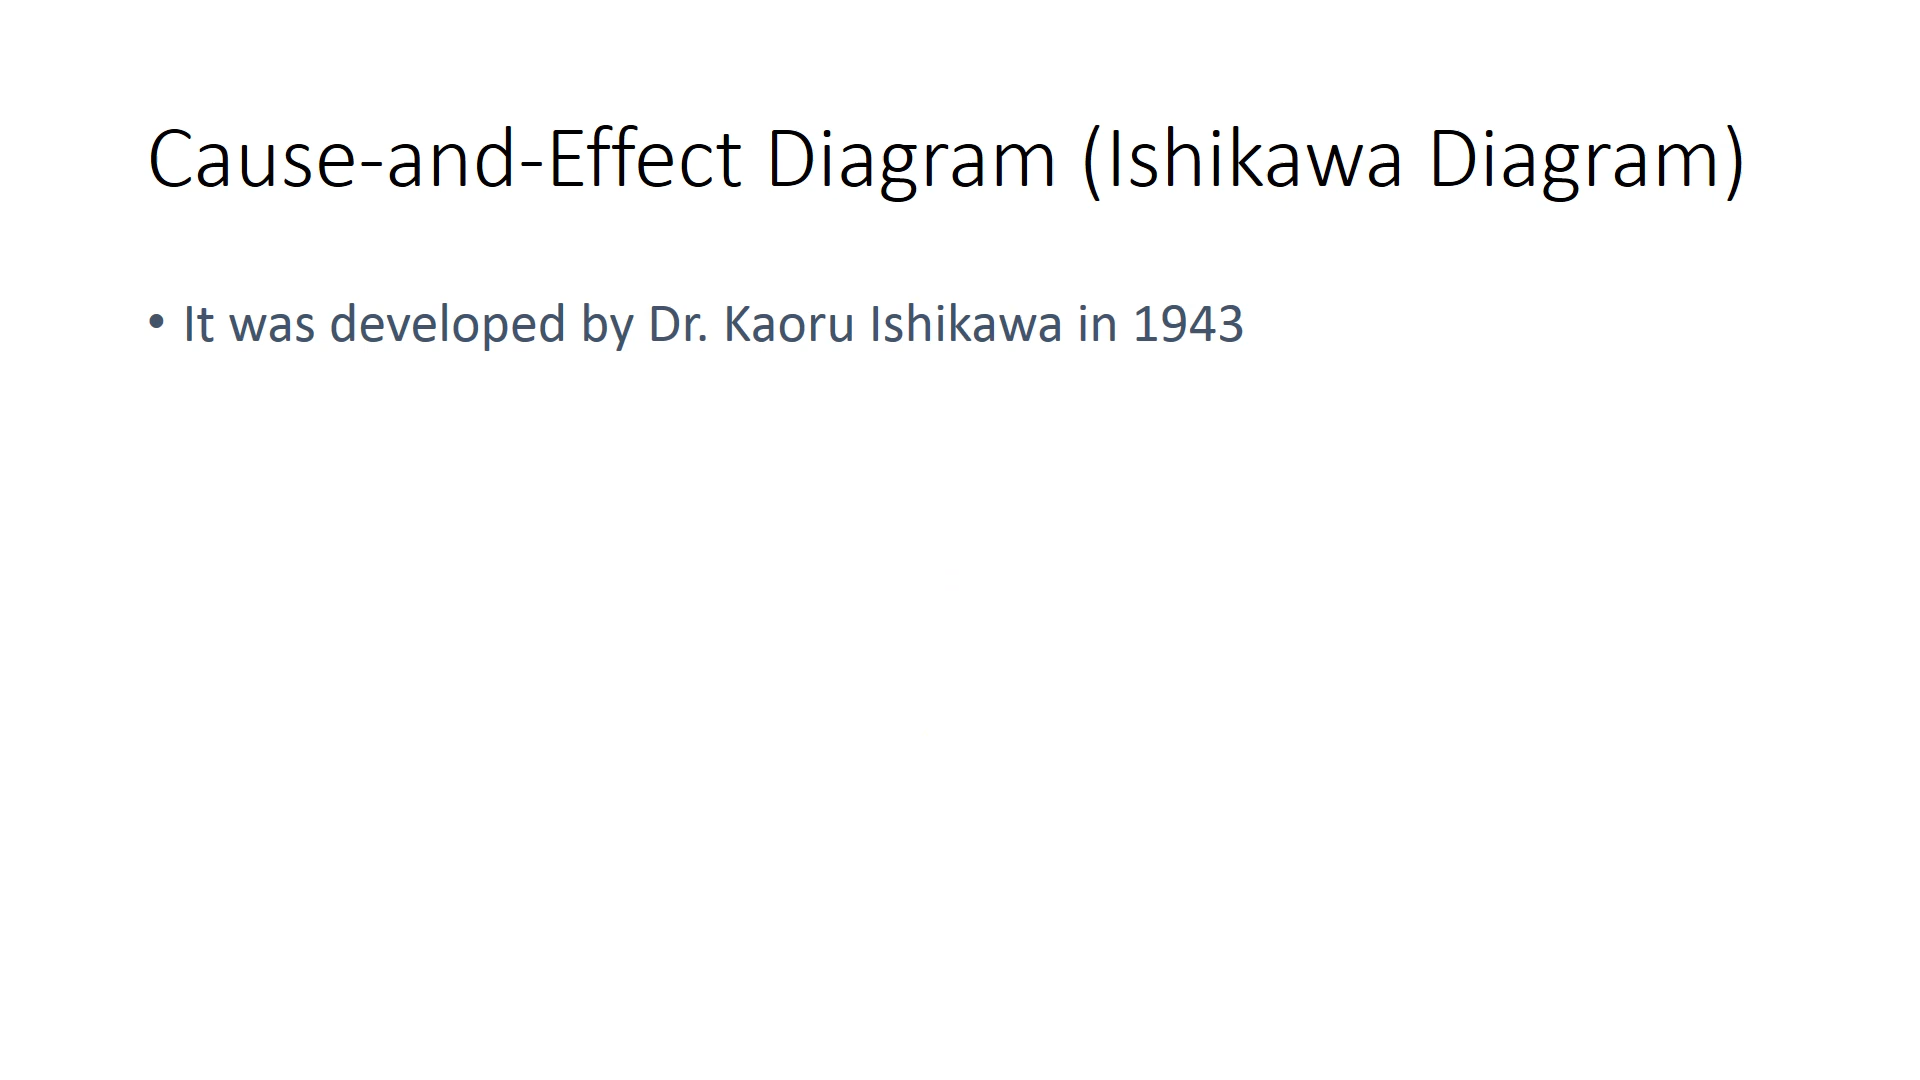 Cause-and-Effect Diagram (Ishikawa Diagram)
• It was developed by Dr. Kaoru Ishikawa in 1943